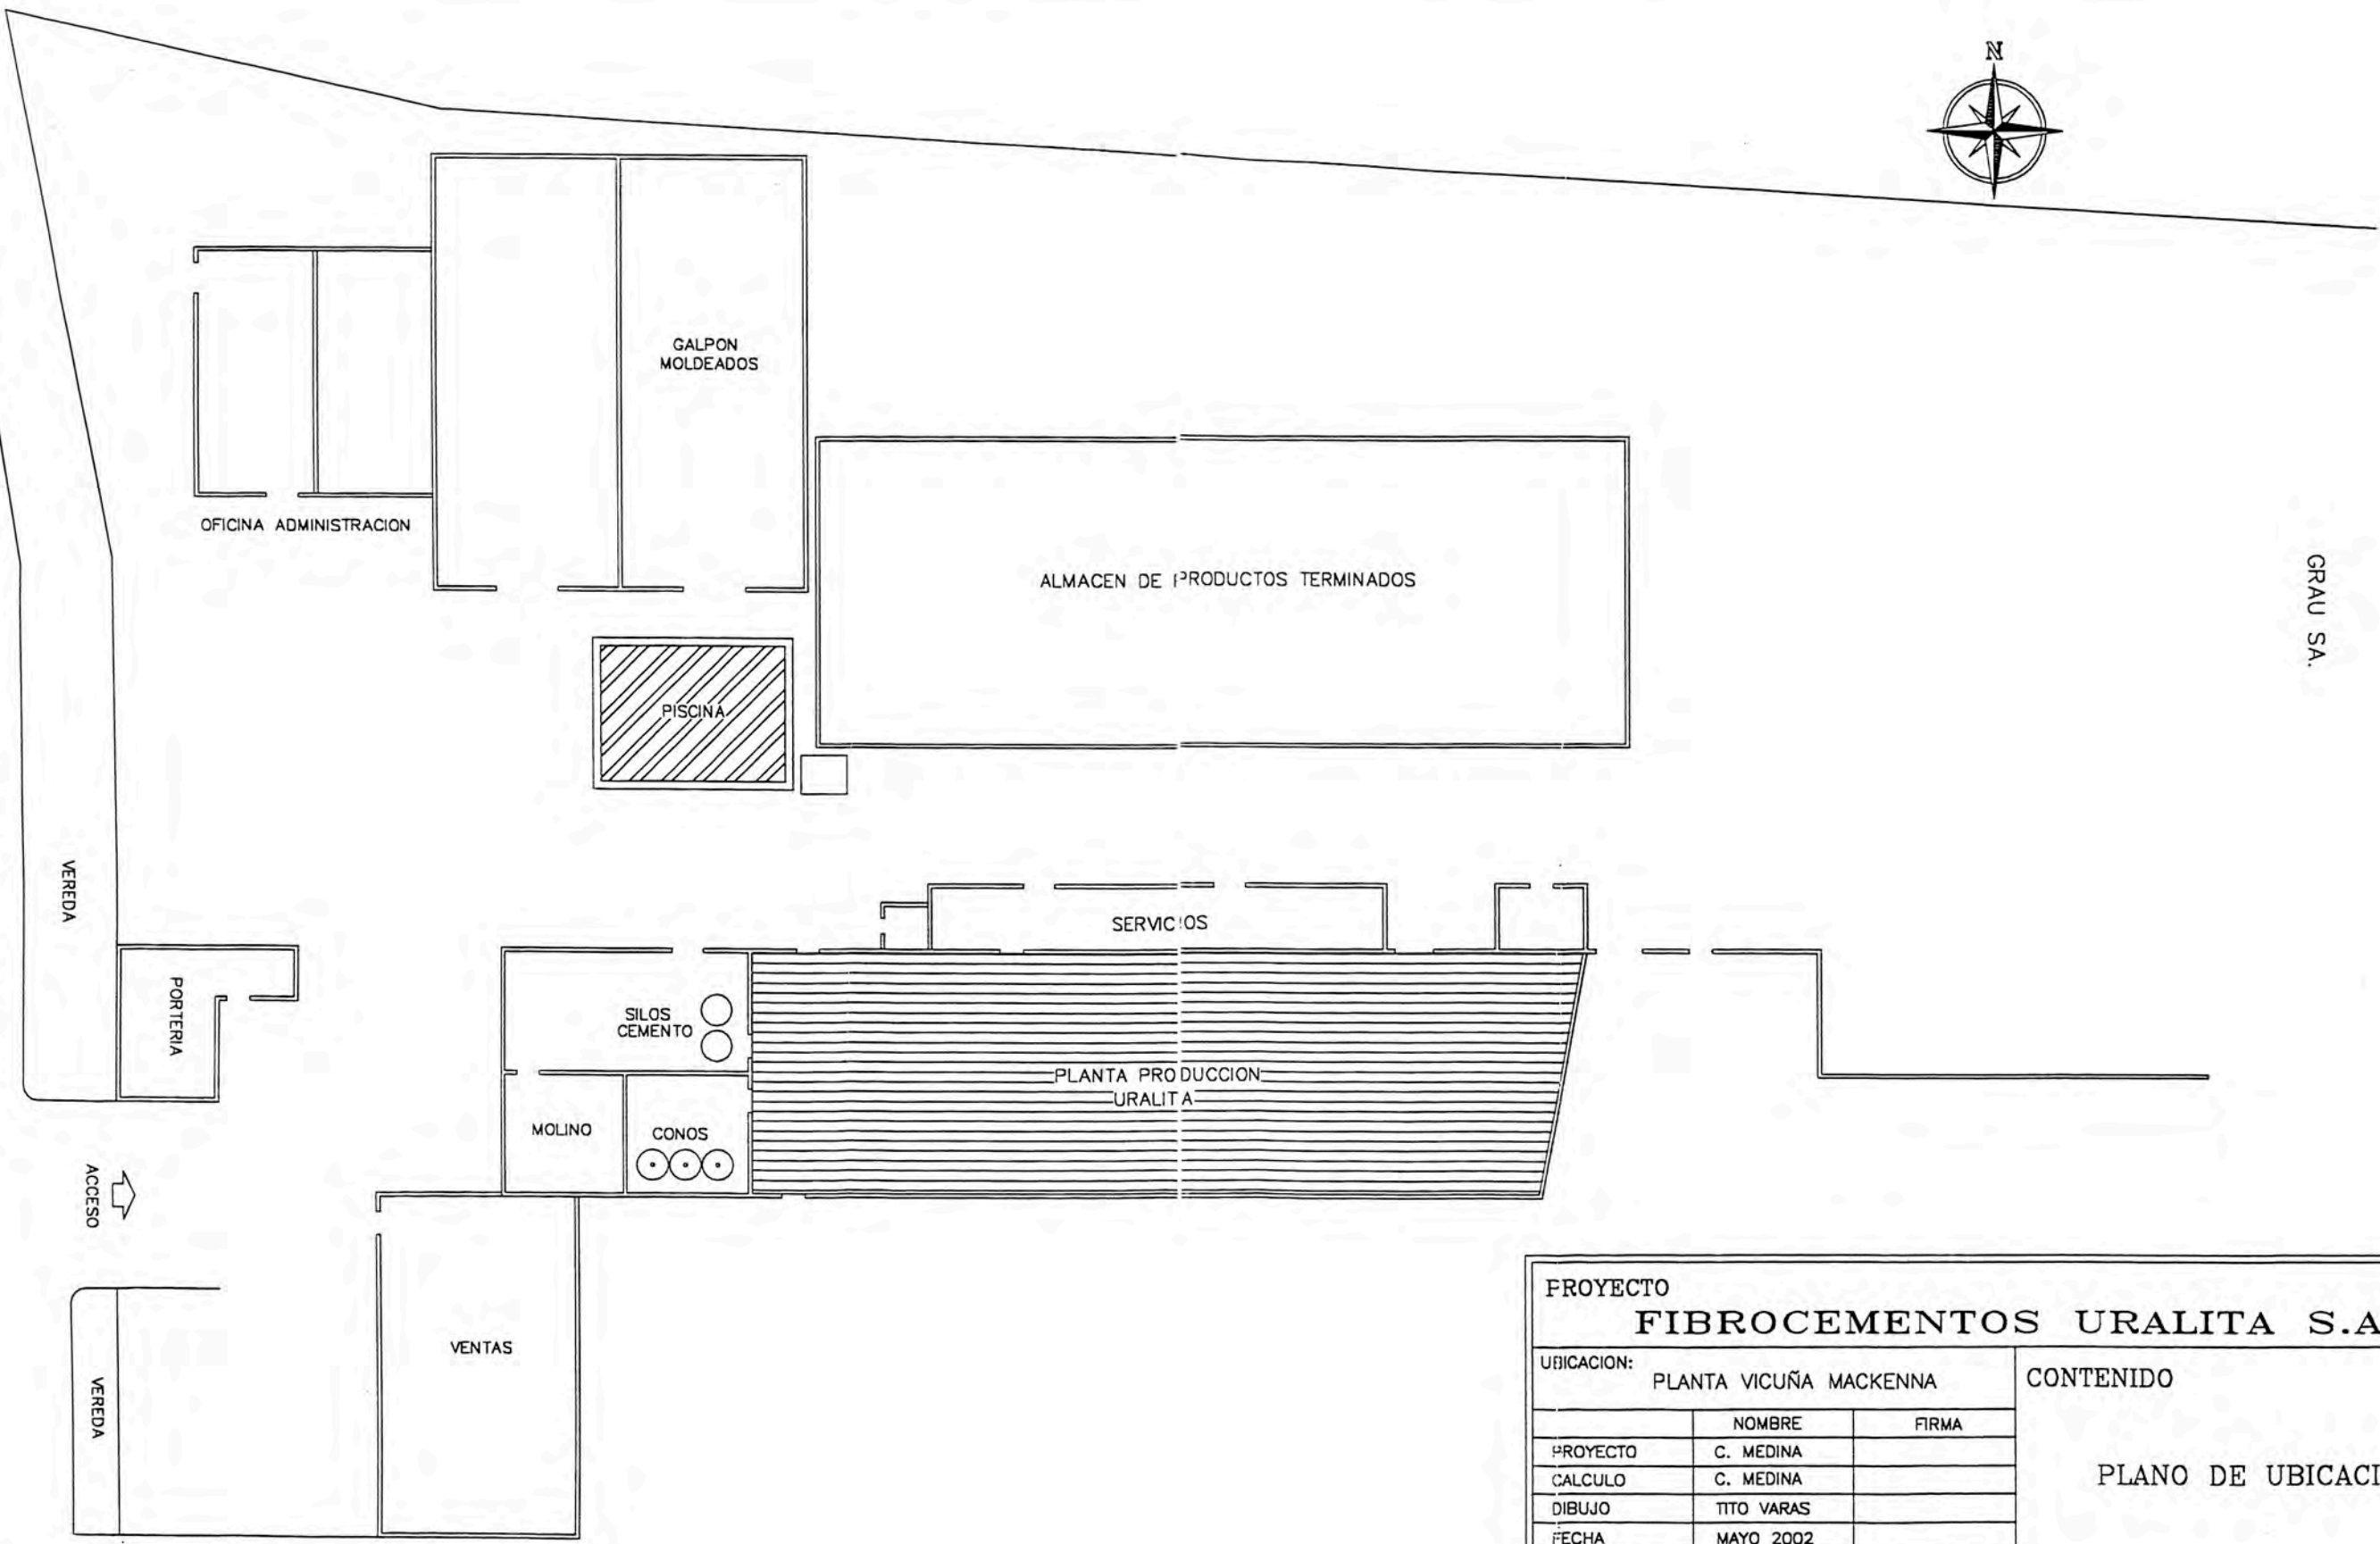 N
GALPON
MOLDEADOS
OFICINA ADMINISTRACION
ALMACEN DE PRODUCTOS TERMINADOS
GRAU SA.
PISCINA
VEREDA
SERVICIOS
PORTERIA
SILOS
CEMENTO
PLANTA PRODUCCION
URALITA
MOLINO
CONOS
ACCESO
VENTAS
VEREDA
PROYECTO
FIBROCEMENTOS URALITA S.A
UBICACION:
PLANTA VICUÑA MACKENNA
CONTENIDO
NOMBRE FIRMA
PROYECTO C. MEDINA
CALCULO C. MEDINA
DIBUJO TITO VARAS
FECHA MAYO 2002
PLANO DE UBICACI